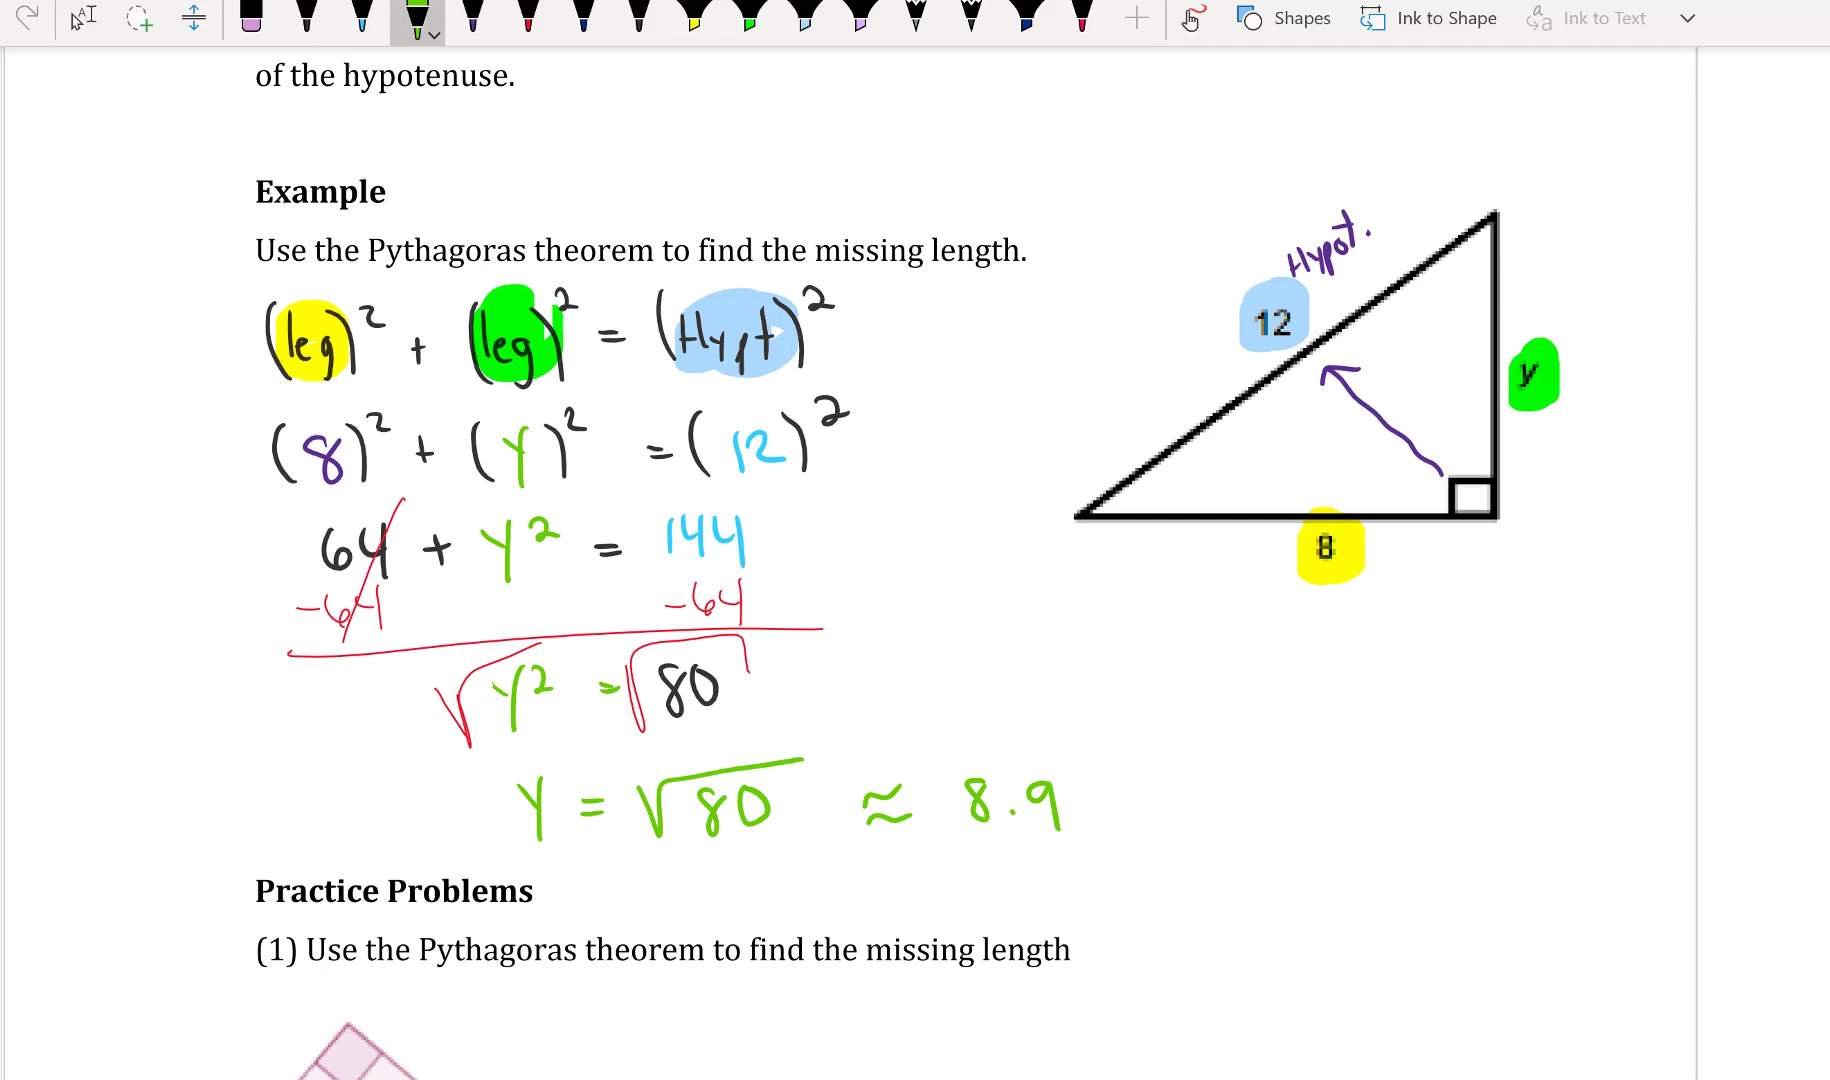 Shapes
Ink to Shape
Ink to Text
of the hypotenuse.
Example
Use the Pythagoras theorem to find the missing length.
(leg)² + (leg)² = (Hypt)²
(8)² + (y)² = (12)²
64 + y² = 144
-64 -64
√y² = √80
y = √80 ≈ 8.9
Hypot.
12
y
8
Practice Problems
(1) Use the Pythagoras theorem to find the missing length